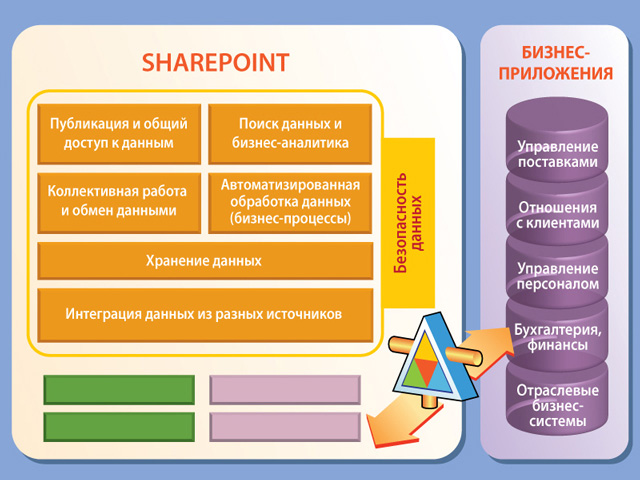 SHAREPOINT
Публикация и общий
доступ к данным
Поиск данных и
бизнес-аналитика
Коллективная работа
и обмен данными
Автоматизированная
обработка данных
(бизнес-процессы)
Хранение данных
Интеграция данных из разных источников
Безопасность
данных
БИЗНЕС-
ПРИЛОЖЕНИЯ
Управление
поставками
Отношения
с клиентами
Управление
персоналом
Бухгалтерия,
финансы
Отраслевые
бизнес-
системы